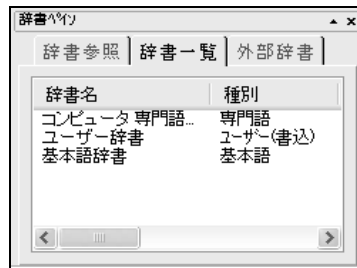 辞書ﾍﾟｲﾝ
辞書参照 辞書一覧 外部辞書
辞書名 種別
コンピュータ専門語... 専門語
ユーザー辞書 ﾕｰｻﾞｰ(書込)
基本語辞書 基本語